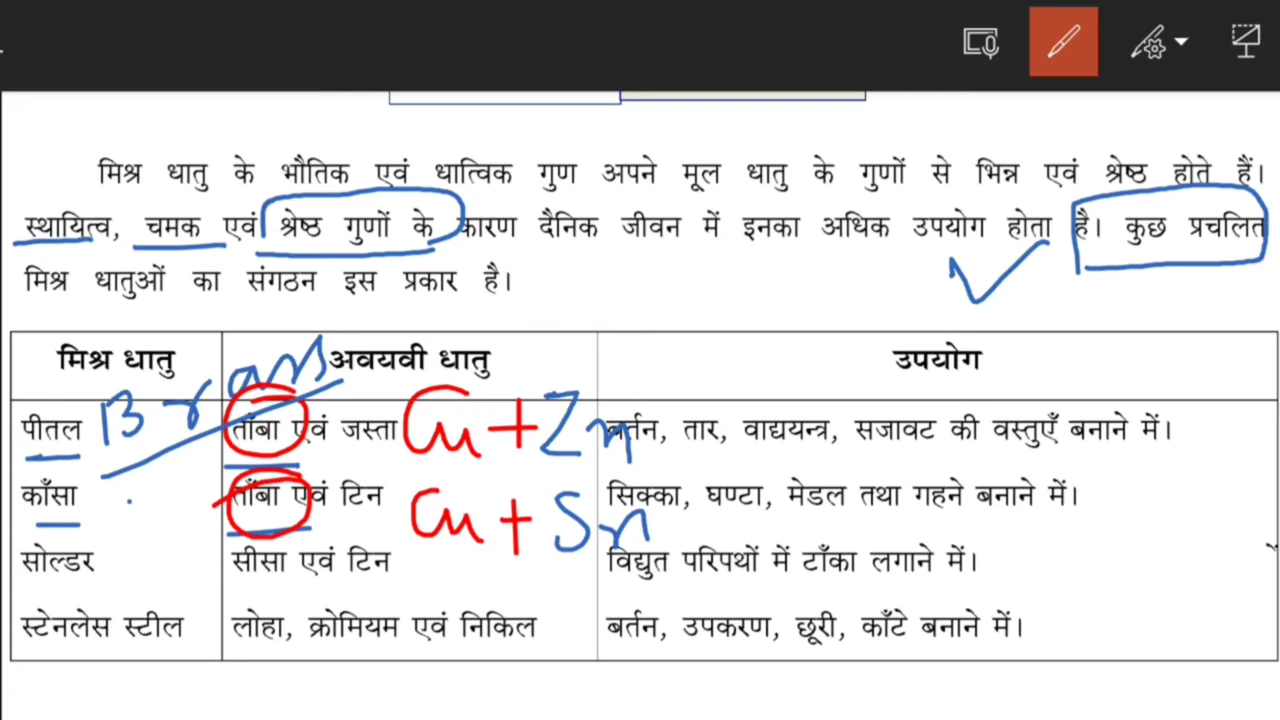 मिश्र धातु के भौतिक एवं धात्विक गुण अपने मूल धातु के गुणों से भिन्न एवं श्रेष्ठ होते हैं।
स्थायित्व, चमक एवं श्रेष्ठ गुणों के कारण दैनिक जीवन में इनका अधिक उपयोग होता है। कुछ प्रचलित
मिश्र धातुओं का संगठन इस प्रकार है।
मिश्र धातु अवयवी धातु उपयोग
पीतल Brass ताँबा एवं जस्ता Cu + Zn बर्तन, तार, वाद्ययन्त्र, सजावट की वस्तुएँ बनाने में।
काँसा ताँबा एवं टिन Cu + Sn सिक्का, घण्टा, मेडल तथा गहने बनाने में।
सोल्डर सीसा एवं टिन विद्युत परिपथों में टाँका लगाने में।
स्टेनलेस स्टील लोहा, क्रोमियम एवं निकिल बर्तन, उपकरण, छूरी, काँटे बनाने में।